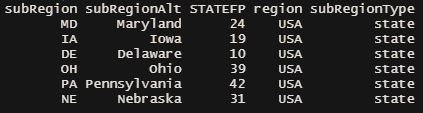 subRegion subRegionAlt STATEFP region subRegionType
MD Maryland 24 USA state
IA Iowa 19 USA state
DE Delaware 10 USA state
OH Ohio 39 USA state
PA Pennsylvania 42 USA state
NE Nebraska 31 USA state